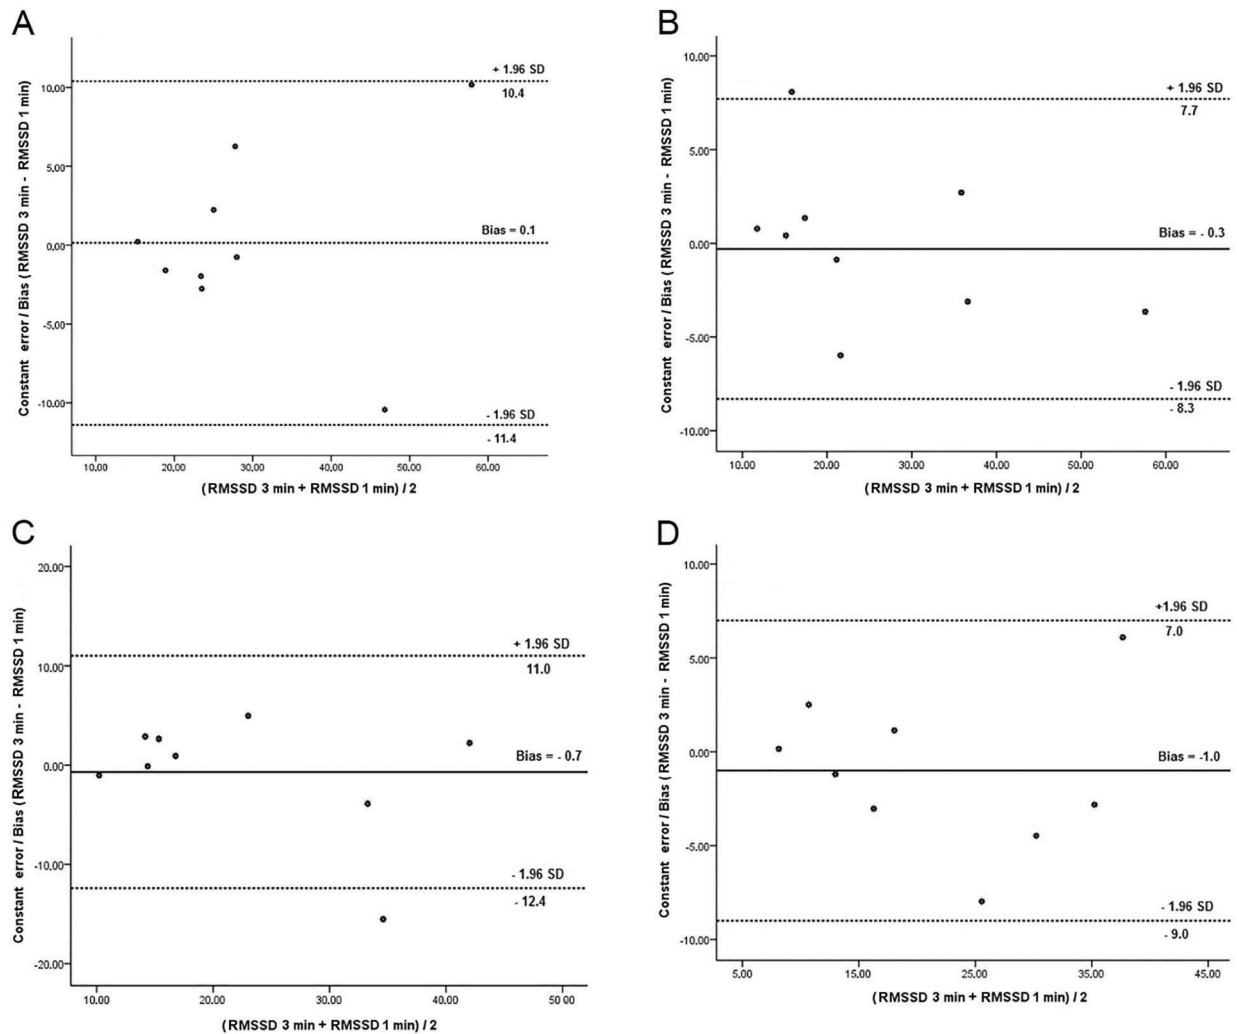 A
Constant error / Bias (RMSSD 3 min - RMSSD 1 min)
+ 1.96 SD
10.00
10.4
5.00
Bias = 0.1
0.00
-5.00
-10.00
- 1.96 SD
- 11.4
10.00 20.00 30.00 40.00 50.00 60.00
(RMSSD 3 min + RMSSD 1 min) / 2
B
Constant error / Bias (RMSSD 3 min - RMSSD 1 min)
10.00
+ 1.96 SD
7.7
5.00
Bias = - 0.3
0.00
-5.00
- 1.96 SD
- 8.3
-10.00
10.00 20.00 30.00 40.00 50.00 60.00
(RMSSD 3 min + RMSSD 1 min) / 2
C
Constant error / Bias (RMSSD 3 min - RMSSD 1 min)
20.00
+ 1.96 SD
10.00
11.0
Bias = - 0.7
0.00
-10.00
- 1.96 SD
- 12.4
-20.00
10.00 20.00 30.00 40.00 50 00
(RMSSD 3 min + RMSSD 1 min) / 2
D
Constant error / Bias (RMSSD 3 min - RMSSD 1 min)
10.00
+1.96 SD
7.0
5.00
Bias = -1.0
0.00
-5.00
- 1.96 SD
- 9.0
-10.00
5.00 15.00 25.00 35.00 45.00
(RMSSD 3 min + RMSSD 1 min) / 2